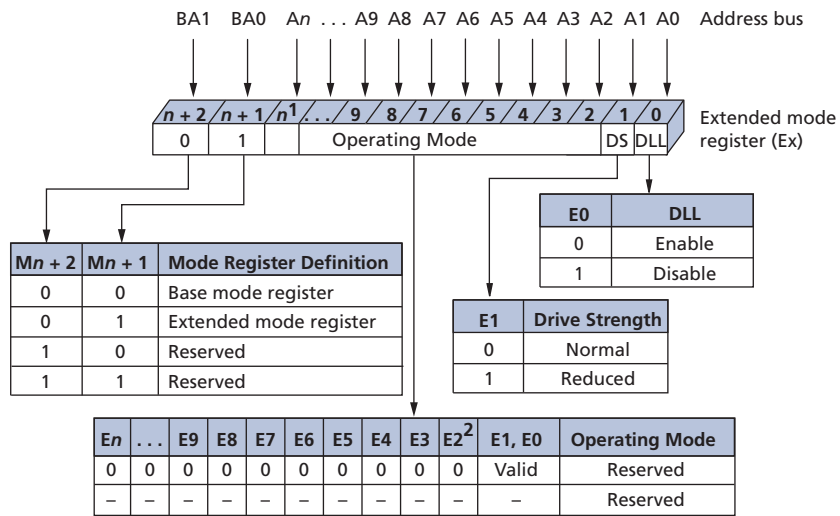 BA1 BA0 An . . . A9 A8 A7 A6 A5 A4 A3 A2 A1 A0 Address bus
n + 2 n + 1 n¹ . . . 9 8 7 6 5 4 3 2 1 0
Extended mode
register (Ex)
0 1 Operating Mode DS DLL
E0 DLL
0 Enable
1 Disable
Mn + 2 Mn + 1 Mode Register Definition
0 0 Base mode register
0 1 Extended mode register
1 0 Reserved
1 1 Reserved
E1 Drive Strength
0 Normal
1 Reduced
En . . . E9 E8 E7 E6 E5 E4 E3 E2² E1, E0 Operating Mode
0 0 0 0 0 0 0 0 0 0 Valid Reserved
– – – – – – – – – – – Reserved